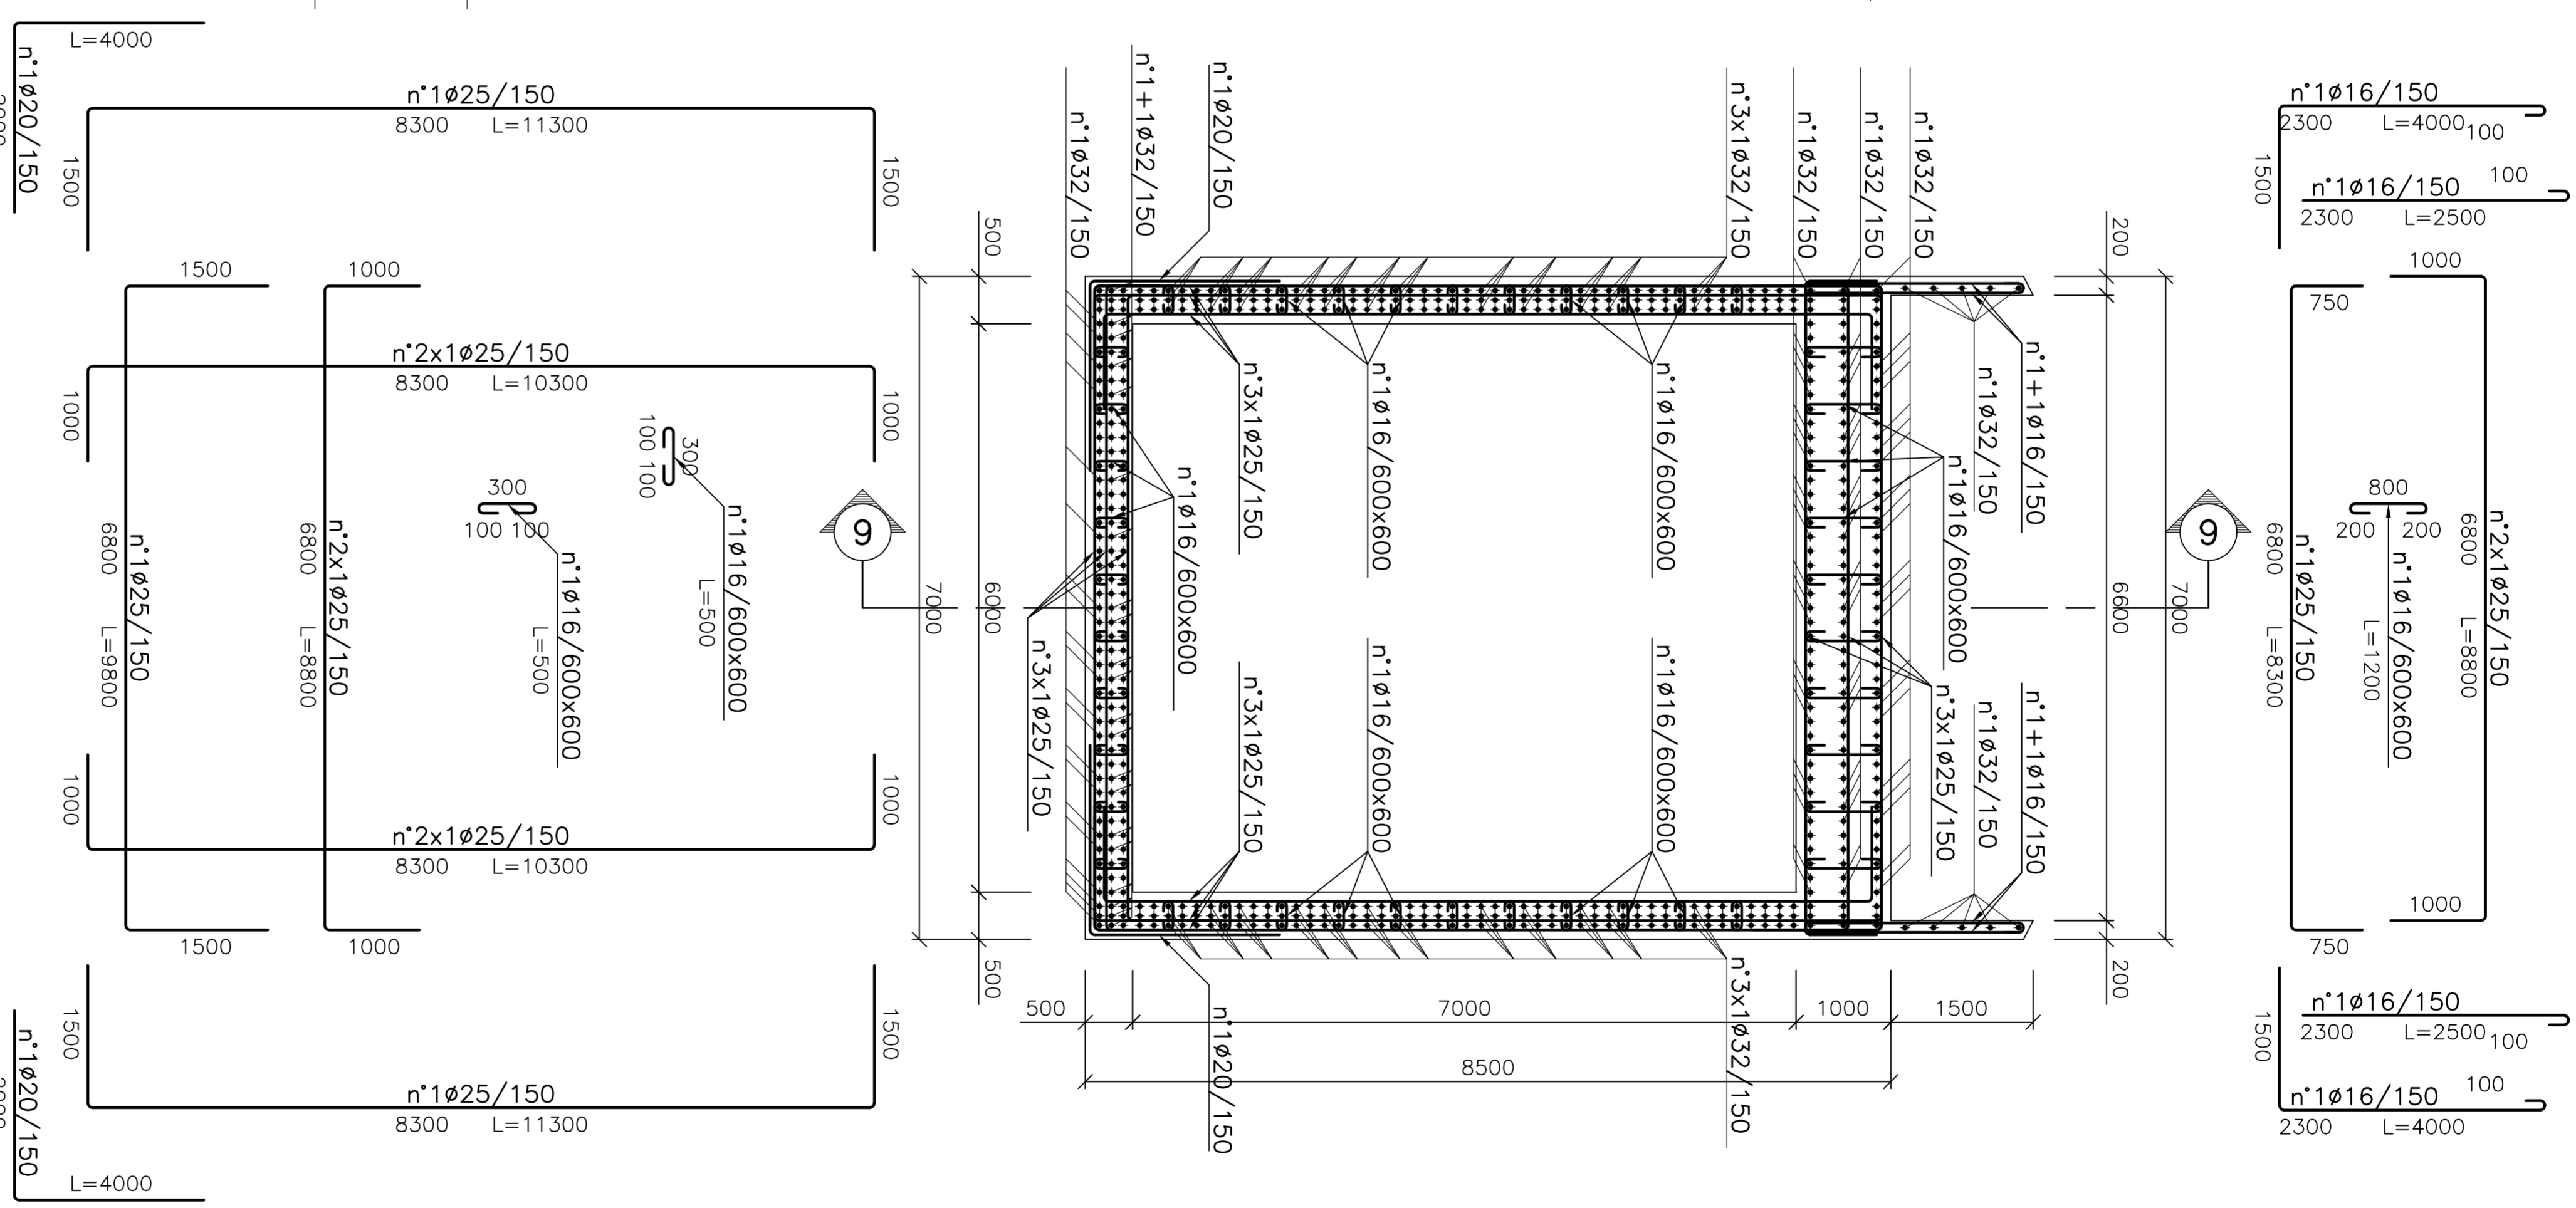 L=4000
n°1ø20/150
n°1ø25/150
8300 L=11300
1500
1500
1500
1000
n°2x1ø25/150
8300 L=10300
1000
1000
6800
n°1ø25/150
L=9800
6800
n°2x1ø25/150
L=8800
300
100 100
n°1ø16/600x600
L=500
300
100 100
n°1ø16/600x600
L=500
1000
1000
n°2x1ø25/150
8300 L=10300
1500
1000
1500
1500
n°1ø25/150
8300 L=11300
n°1ø20/150
L=4000
9
7000
500
6000
500
n°1ø32/150
n°1+1ø32/150
n°1ø20/150
n°3x1ø32/150
n°1ø32/150
n°1ø32/150
n°1ø32/150
n°3x1ø25/150
n°1ø16/600x600
n°1ø16/600x600
n°1ø16/600x600
n°3x1ø25/150
n°3x1ø25/150
n°1ø16/600x600
n°1ø16/600x600
n°1ø20/150
n°3x1ø32/150
n°1ø32/150
n°1+1ø16/150
n°1ø16/600x600
n°3x1ø25/150
n°1ø32/150
n°1+1ø16/150
500
7000
1000
1500
8500
200
6600
7000
200
9
n°1ø16/150
2300 L=4000
100
1500
n°1ø16/150
100
2300 L=2500
1000
750
6800
n°1ø25/150
L=8300
800
200 200
n°1ø16/600x600
L=1200
6800
n°2x1ø25/150
L=8800
1000
750
n°1ø16/150
2300 L=2500
100
1500
n°1ø16/150
100
2300 L=4000